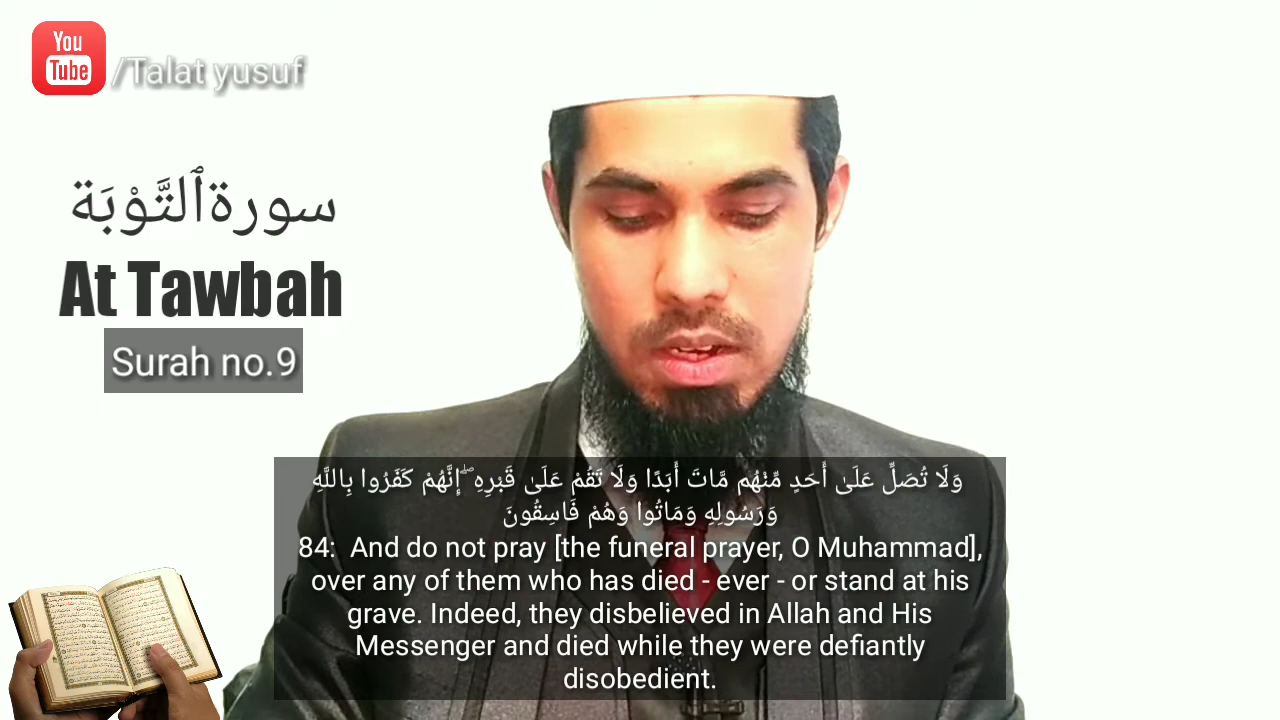 You
Tube
/Talat yusuf
سورةٱلتَّوْبَة
At Tawbah
Surah no.9
وَلَا تُصَلِّ عَلَىٰ أَحَدٍ مِّنْهُم مَّاتَ أَبَدًا وَلَا تَقُمْ عَلَىٰ قَبْرِهِ ۖ إِنَّهُمْ كَفَرُوا بِاللَّهِ
وَرَسُولِهِ وَمَاتُوا وَهُمْ فَاسِقُونَ
84:  And do not pray [the funeral prayer, O Muhammad],
over any of them who has died - ever - or stand at his
grave. Indeed, they disbelieved in Allah and His
Messenger and died while they were defiantly
disobedient.